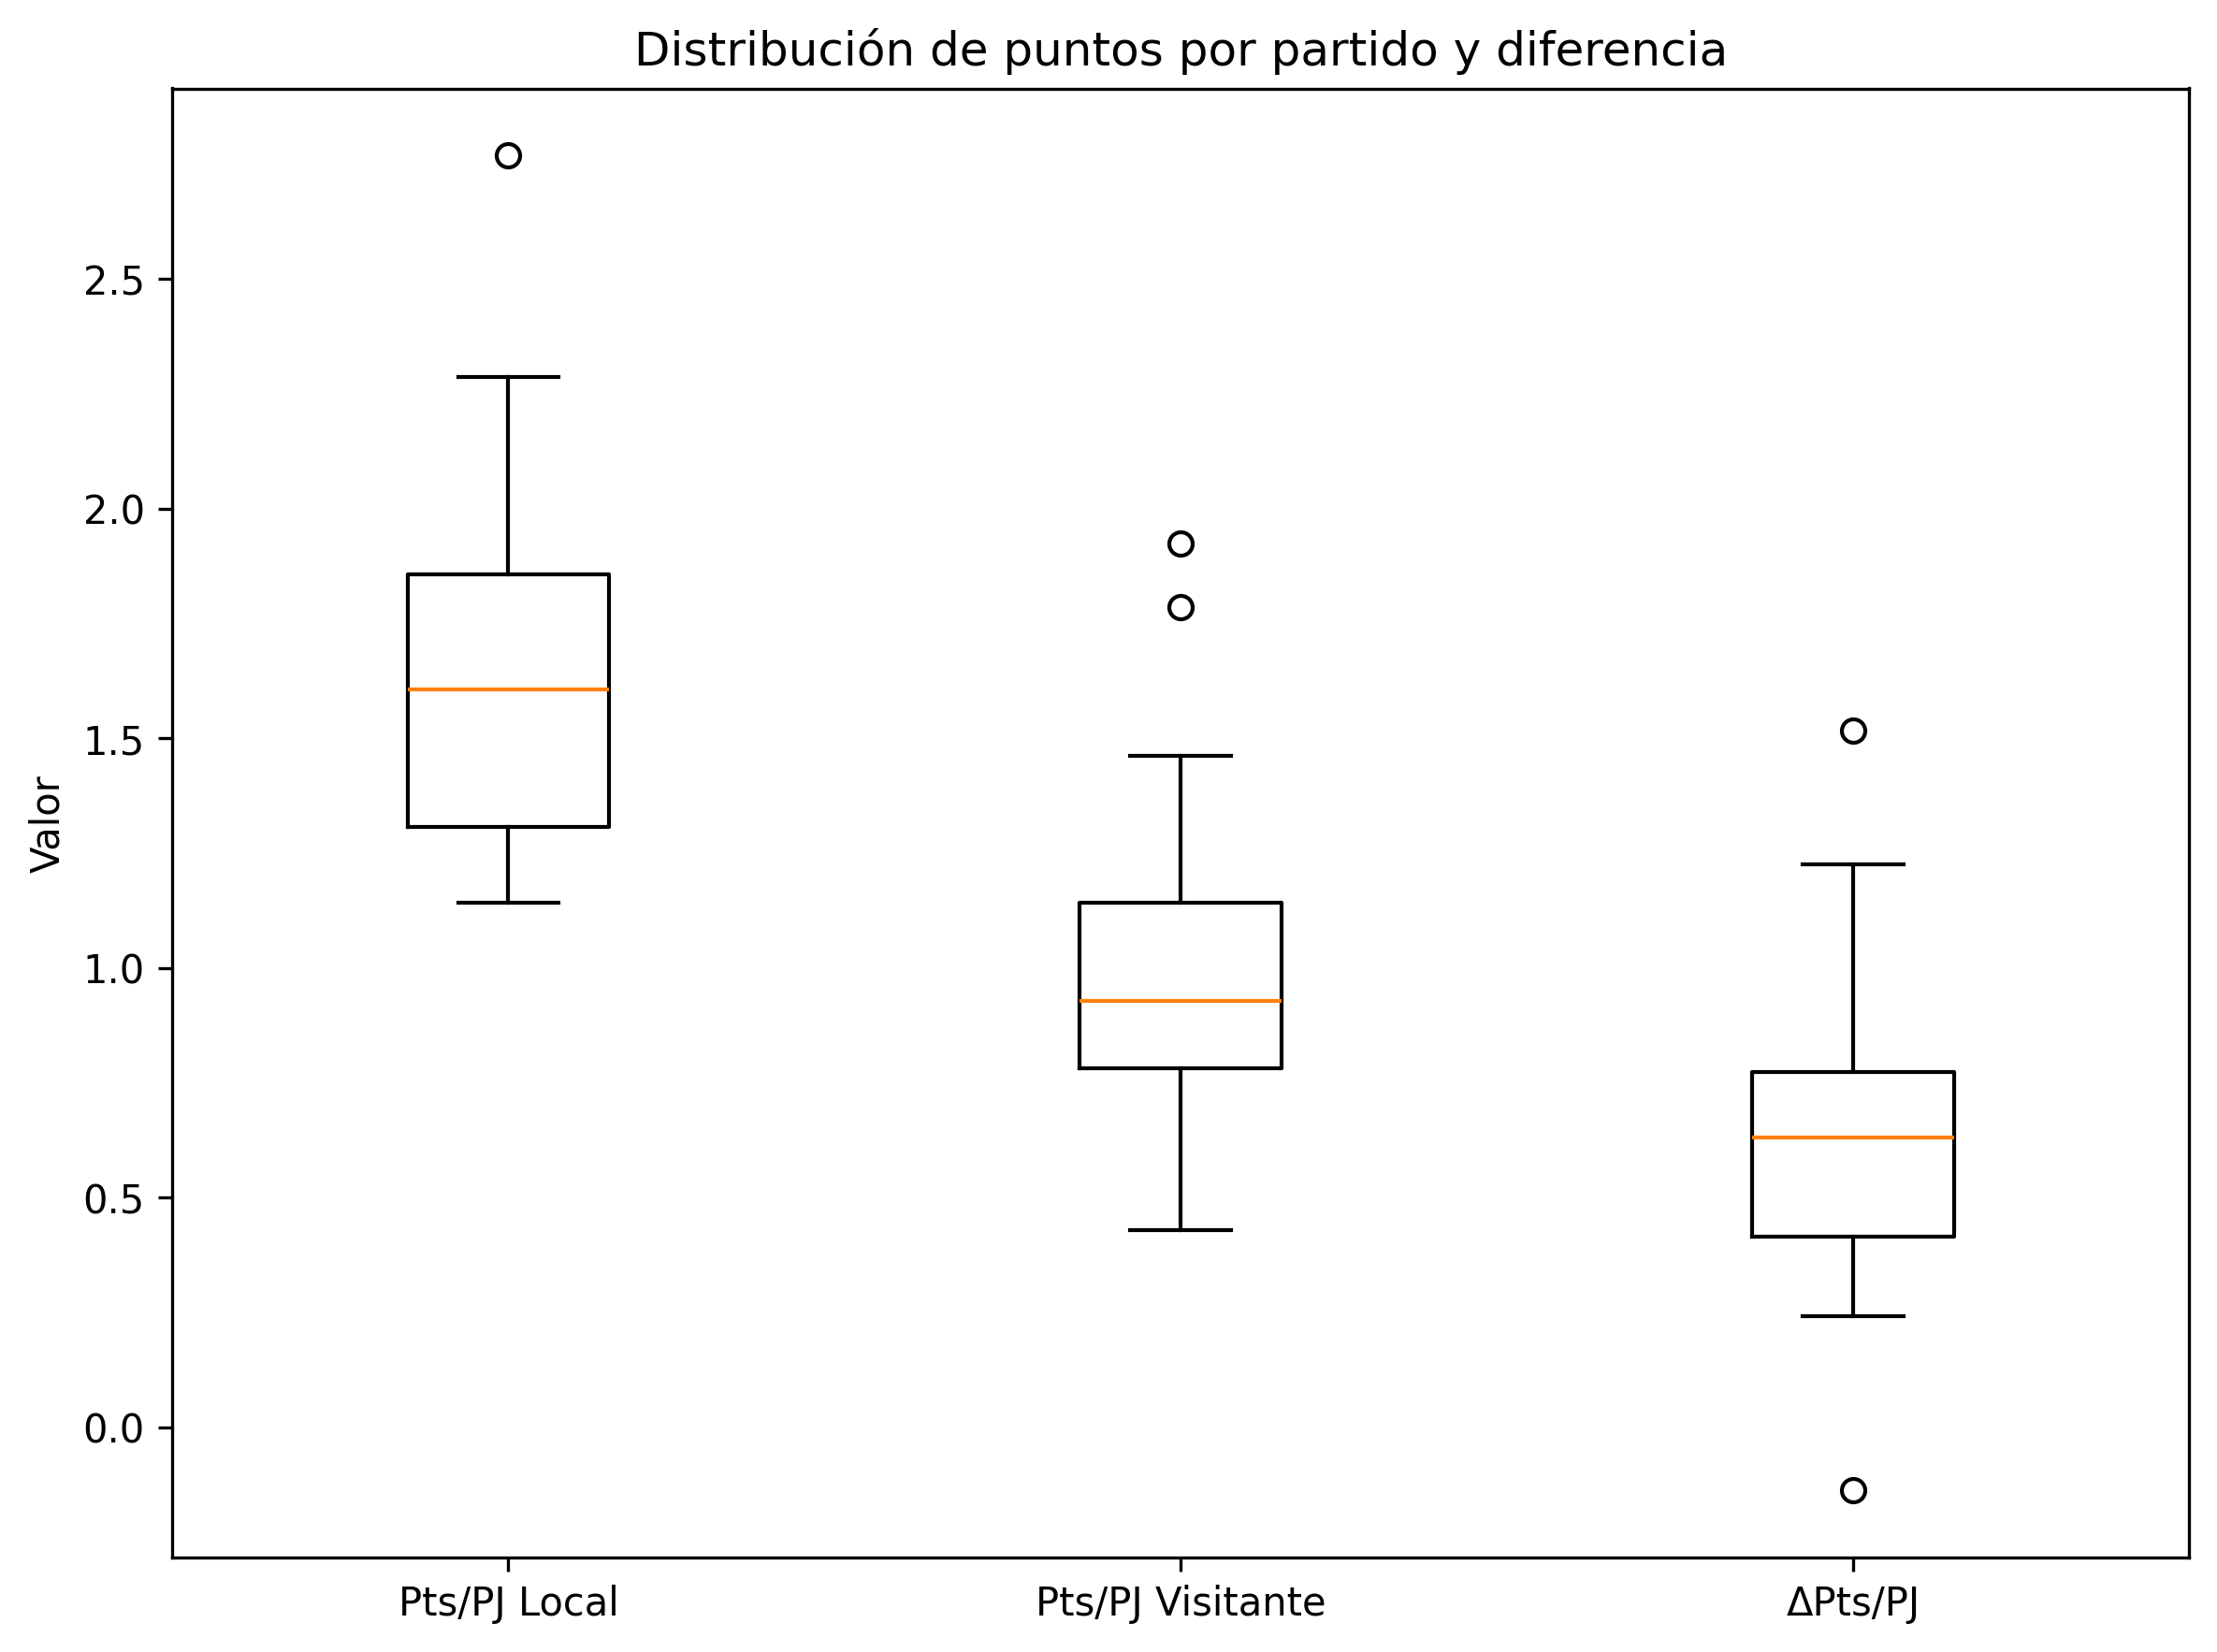 Distribución de puntos por partido y diferencia
Valor
2.5
2.0
1.5
1.0
0.5
0.0
Pts/PJ Local
Pts/PJ Visitante
ΔPts/PJ